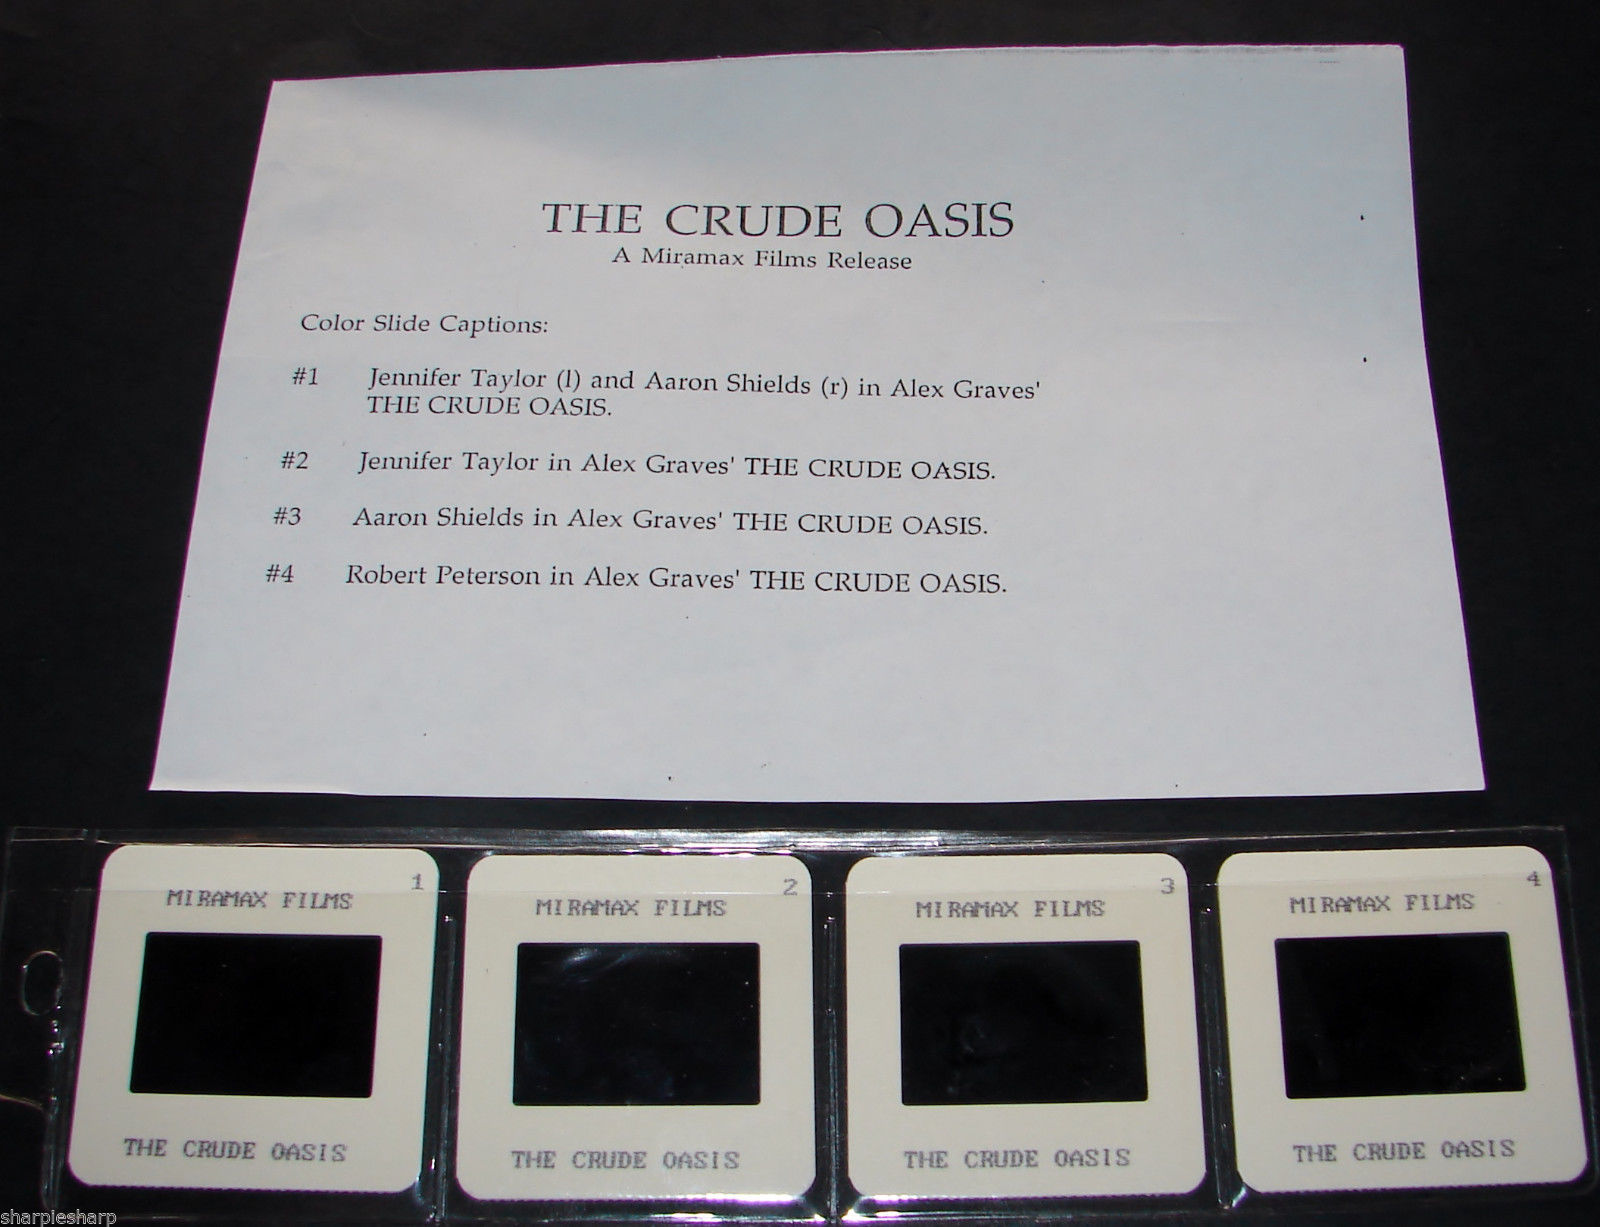 THE CRUDE OASIS
A Miramax Films Release
Color Slide Captions:
#1 Jennifer Taylor (l) and Aaron Shields (r) in Alex Graves'
THE CRUDE OASIS.
#2 Jennifer Taylor in Alex Graves' THE CRUDE OASIS.
#3 Aaron Shields in Alex Graves' THE CRUDE OASIS.
#4 Robert Peterson in Alex Graves' THE CRUDE OASIS.
1
MIRAMAX FILMS
THE CRUDE OASIS
2
MIRAMAX FILMS
THE CRUDE OASIS
3
MIRAMAX FILMS
THE CRUDE OASIS
4
MIRAMAX FILMS
THE CRUDE OASIS
sharpiesharp